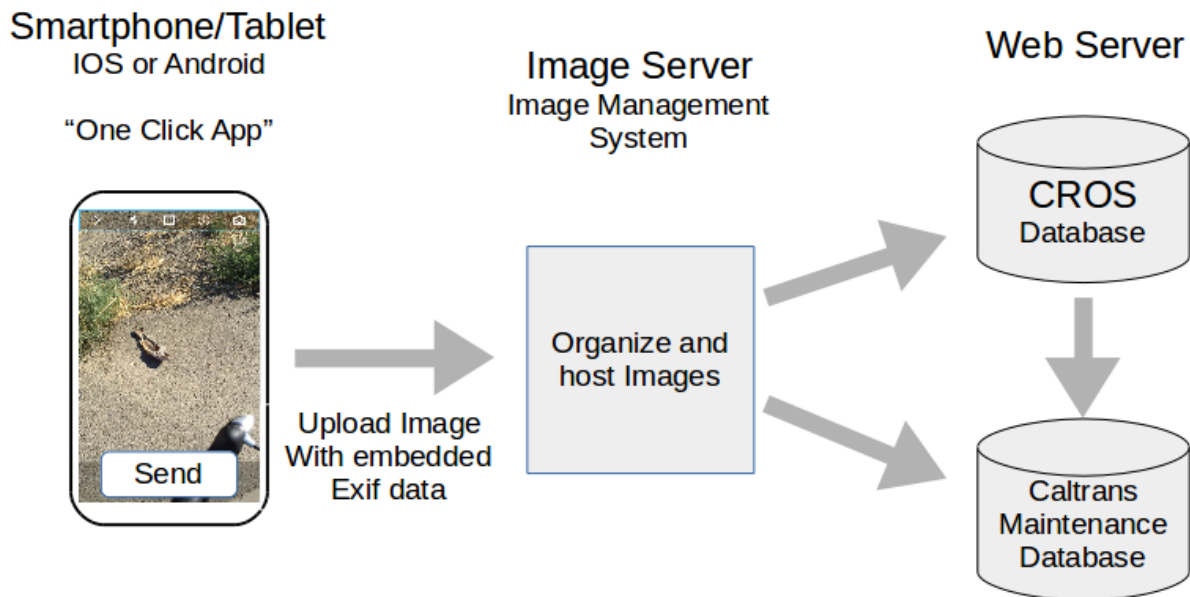 Smartphone/Tablet
IOS or Android
“One Click App”
Send
Upload Image
With embedded
Exif data
Image Server
Image Management
System
Organize and
host Images
Web Server
CROS
Database
Caltrans
Maintenance
Database